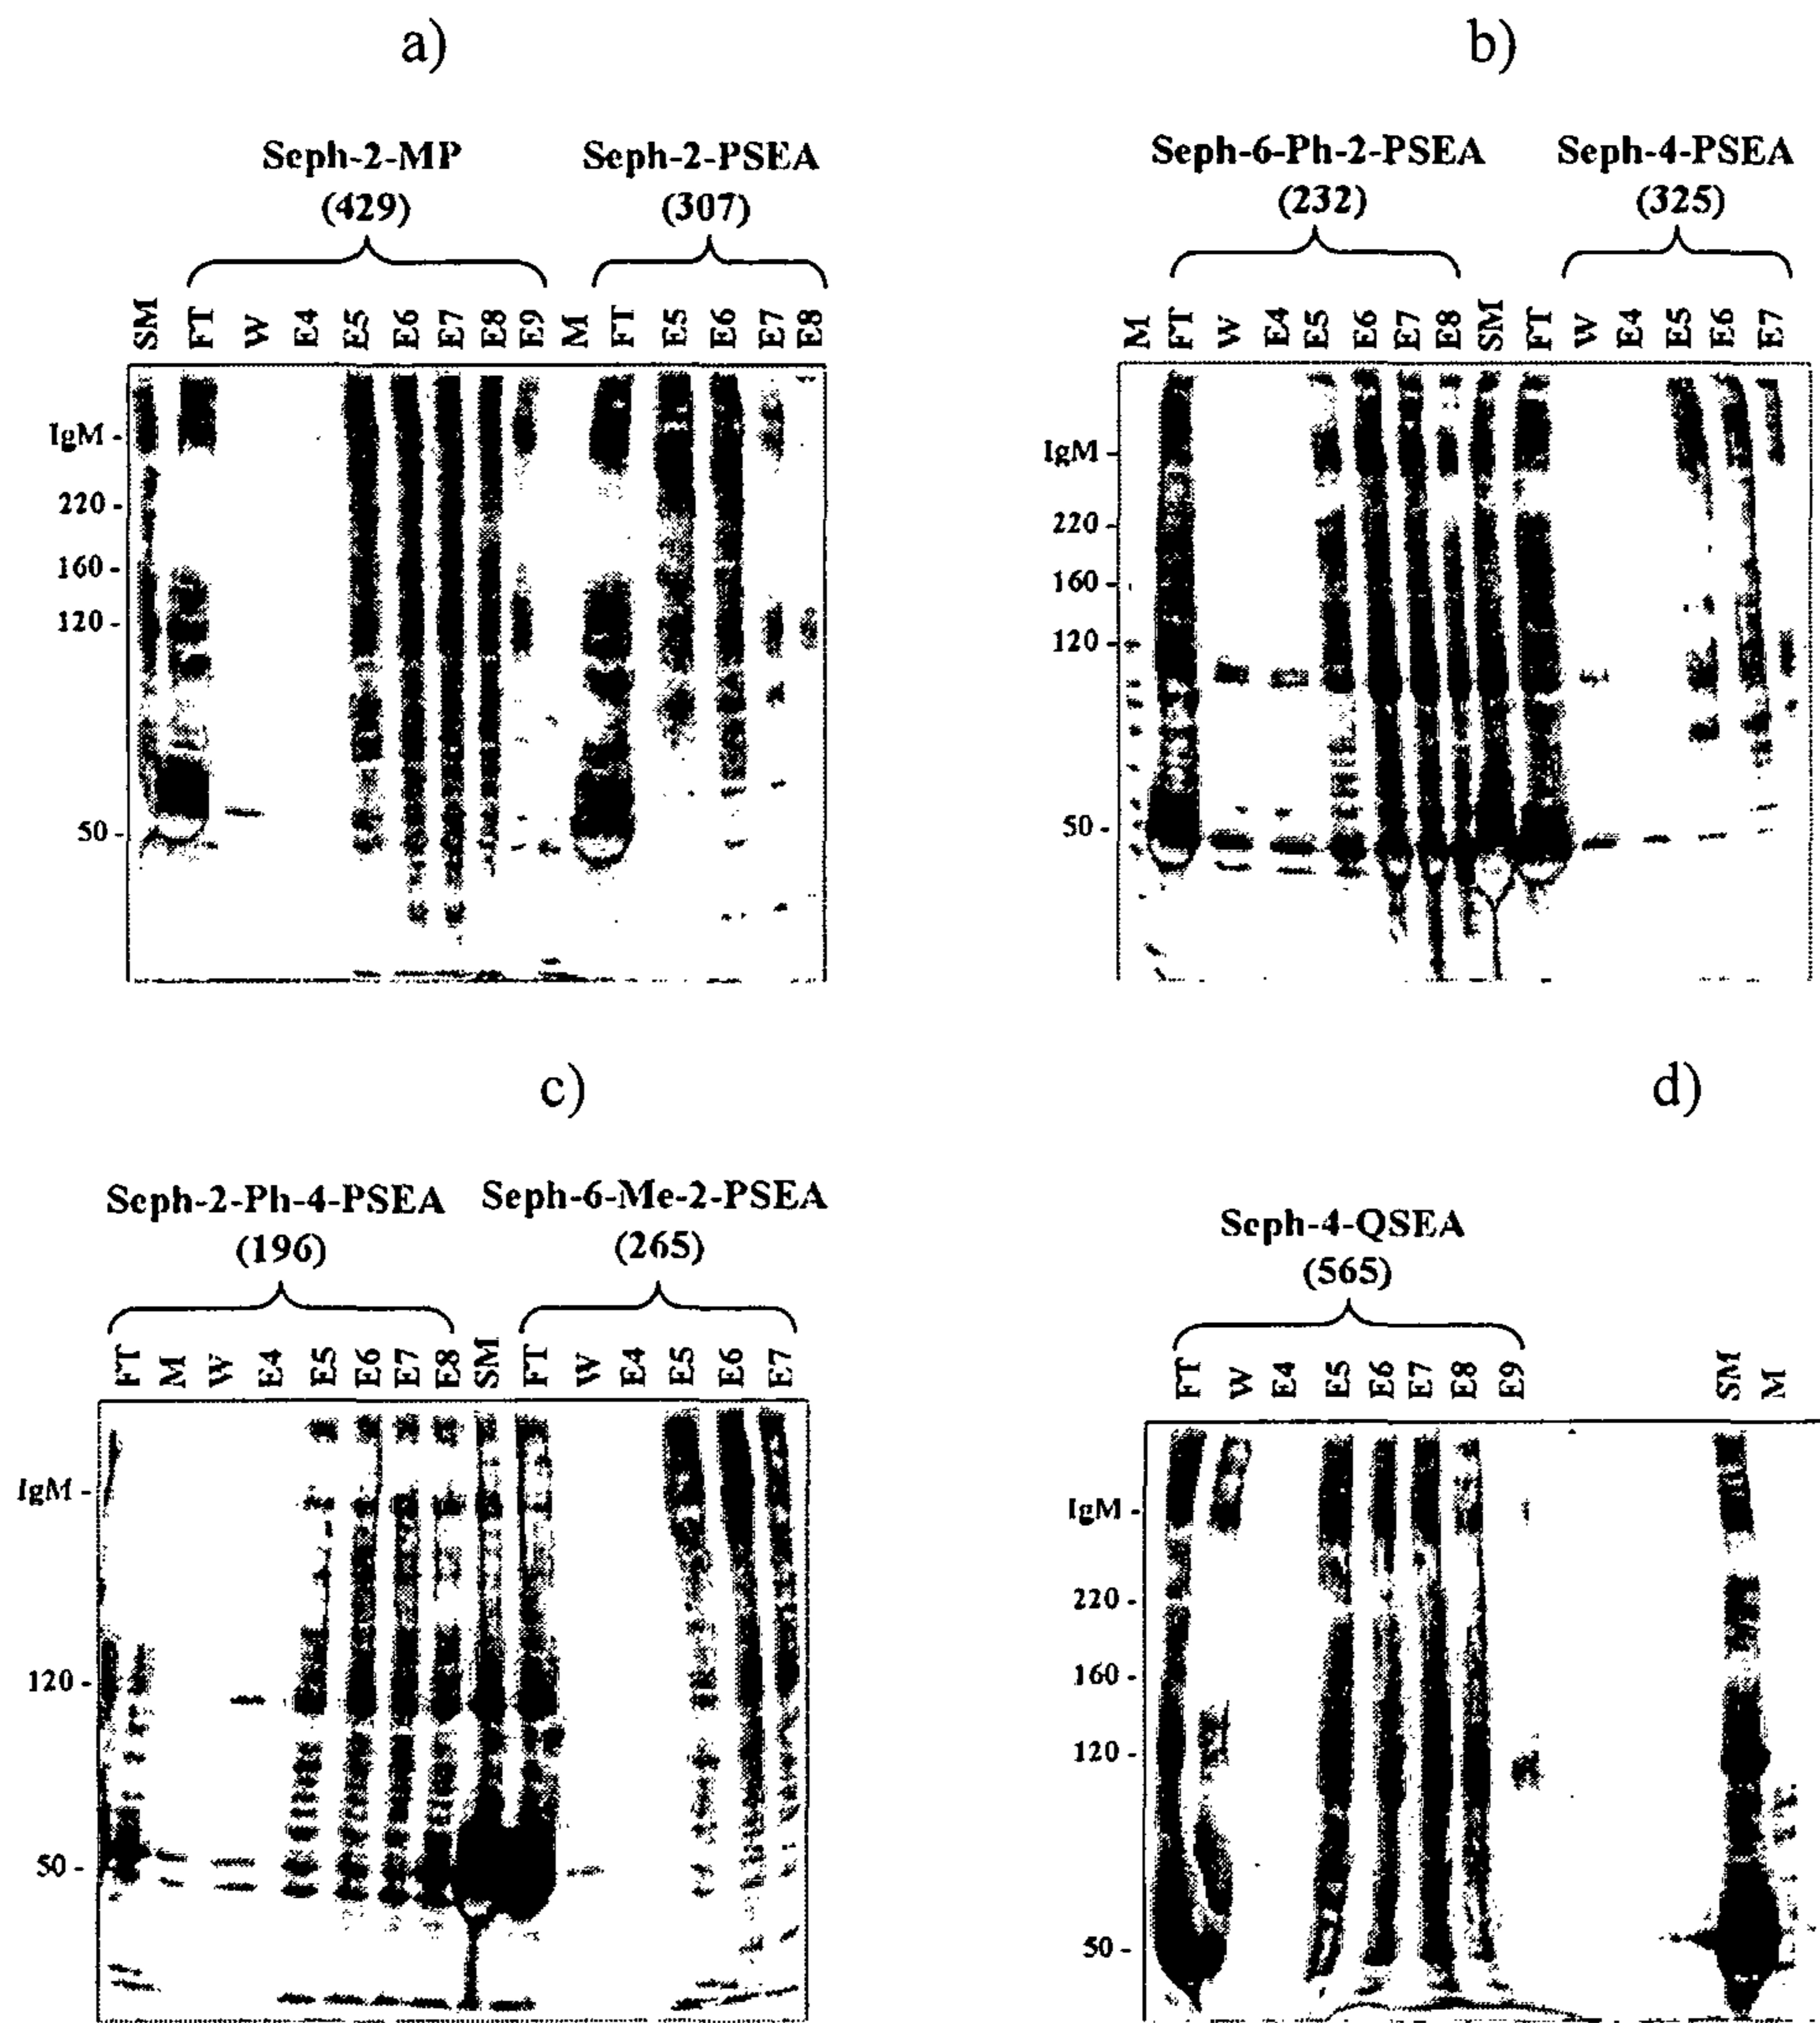 a)
Seph-2-MP
(429)
Seph-2-PSEA
(307)
SM FT W E4 E5 E6 E7 E8 E9 M FT E5 E6 E7 E8
IgM -
220 -
160 -
120 -
50 -
b)
Seph-6-Ph-2-PSEA
(232)
Seph-4-PSEA
(325)
M FT W E4 E5 E6 E7 E8 SM FT W E4 E5 E6 E7
IgM -
220 -
160 -
120 -
50 -
c)
Seph-2-Ph-4-PSEA
(196)
Seph-6-Me-2-PSEA
(265)
FT M W E4 E5 E6 E7 E8 SM FT W E4 E5 E6 E7
IgM -
120 -
50 -
d)
Seph-4-QSEA
(565)
FT W E4 E5 E6 E7 E8 E9 SM M
IgM -
220 -
160 -
120 -
50 -